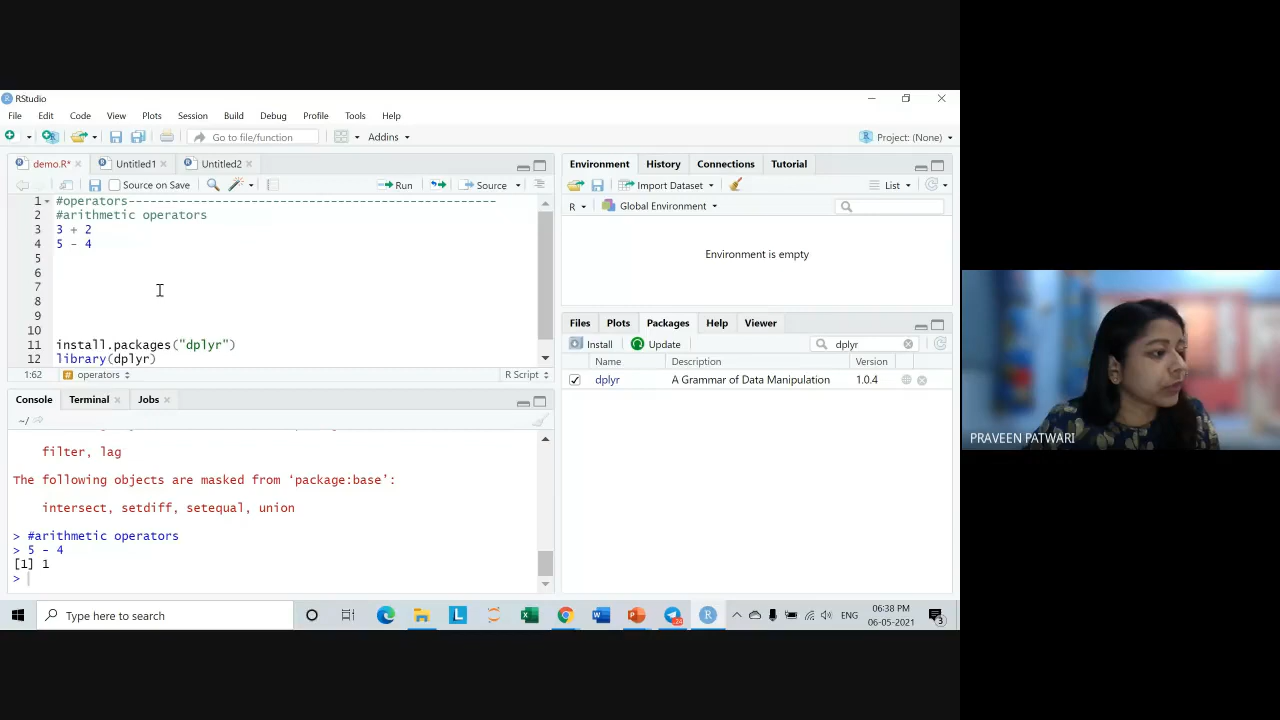 RStudio
File Edit Code View Plots Session Build Debug Profile Tools Help
Go to file/function Addins Project: (None)
demo.R* Untitled1 Untitled2
Source on Save Run Source
1 #operators-------------------------------------------------
2 #arithmetic operators
3 3 + 2
4 5 - 4
5
6
7
8
9
10
11 install.packages("dplyr")
12 library(dplyr)
1:62 operators R Script
Console Terminal Jobs
~/
filter, lag
The following objects are masked from ‘package:base’:
intersect, setdiff, setequal, union
> #arithmetic operators
> 5 - 4
[1] 1
>
Environment History Connections Tutorial
Import Dataset List
R Global Environment
Environment is empty
Files Plots Packages Help Viewer
Install Update dplyr
Name Description Version
dplyr A Grammar of Data Manipulation 1.0.4
PRAVEEN PATWARI
Type here to search
ENG
06:38 PM
06-05-2021
3